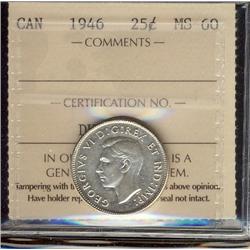 CAN 1946 25¢ MS 60
— COMMENTS —
— CERTIFICATION NO. —
IN O IS A
GEN EM.
Tampering with t above opinion.
Have holder rep seal not intact.
GEORGIVS VI D:G:REX ET IND:IMP: